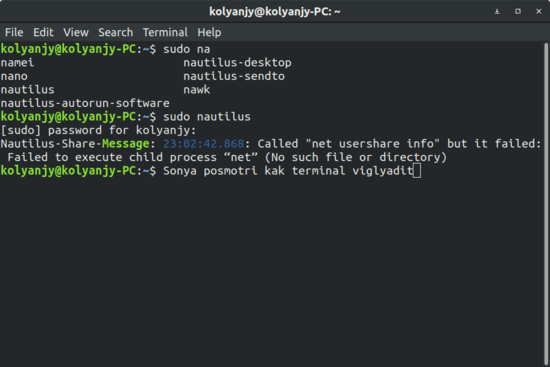 kolyanjy@kolyanjy-PC: ~
File Edit View Search Terminal Help
kolyanjy@kolyanjy-PC:~$ sudo na
namei nautilus-desktop
nano nautilus-sendto
nautilus nawk
nautilus-autorun-software
kolyanjy@kolyanjy-PC:~$ sudo nautilus
[sudo] password for kolyanjy:
Nautilus-Share-Message: 23:02:42.868: Called "net usershare info" but it failed:
Failed to execute child process “net” (No such file or directory)
kolyanjy@kolyanjy-PC:~$ Sonya posmotri kak terminal viglyadit